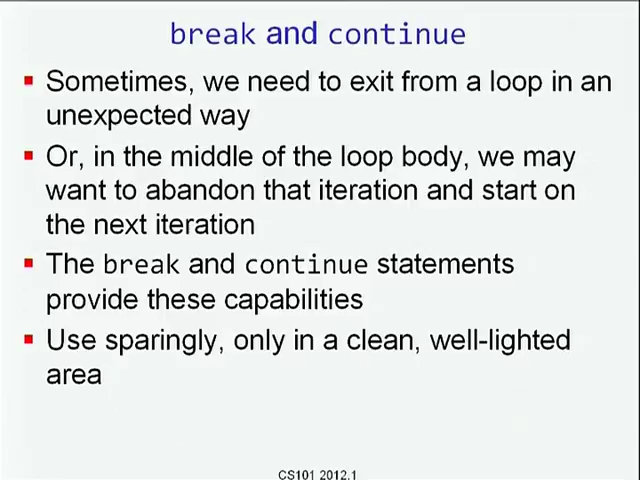 break and continue
Sometimes, we need to exit from a loop in an
unexpected way
Or, in the middle of the loop body, we may
want to abandon that iteration and start on
the next iteration
The break and continue statements
provide these capabilities
Use sparingly, only in a clean, well-lighted
area
CS101 2012.1